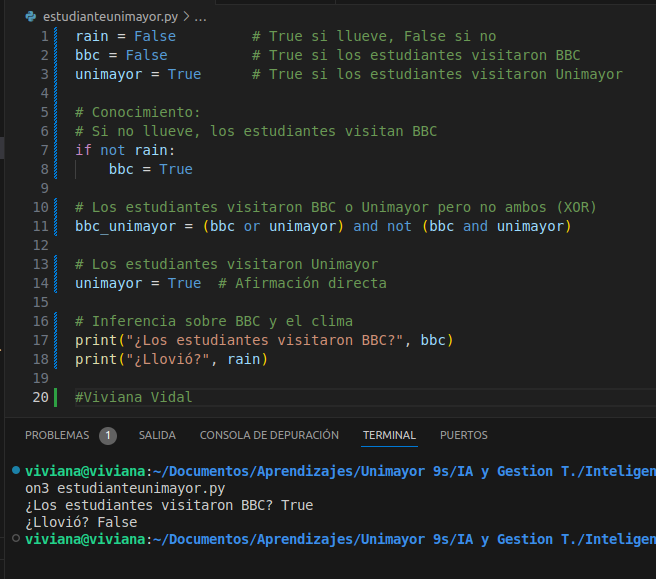 estudianteunimayor.py > ...
1 rain = False # True si llueve, False si no
2 bbc = False # True si los estudiantes visitaron BBC
3 unimayor = True # True si los estudiantes visitaron Unimayor
4
5 # Conocimiento:
6 # Si no llueve, los estudiantes visitan BBC
7 if not rain:
8 bbc = True
9
10 # Los estudiantes visitaron BBC o Unimayor pero no ambos (XOR)
11 bbc_unimayor = (bbc or unimayor) and not (bbc and unimayor)
12
13 # Los estudiantes visitaron Unimayor
14 unimayor = True # Afirmación directa
15
16 # Inferencia sobre BBC y el clima
17 print("¿Los estudiantes visitaron BBC?", bbc)
18 print("¿Llovió?", rain)
19
20 #Viviana Vidal
PROBLEMAS 1 SALIDA CONSOLA DE DEPURACIÓN TERMINAL PUERTOS
viviana@viviana:~/Documentos/Aprendizajes/Unimayor 9s/IA y Gestion T./Inteligen
on3 estudianteunimayor.py
¿Los estudiantes visitaron BBC? True
¿Llovió? False
viviana@viviana:~/Documentos/Aprendizajes/Unimayor 9s/IA y Gestion T./Inteligen